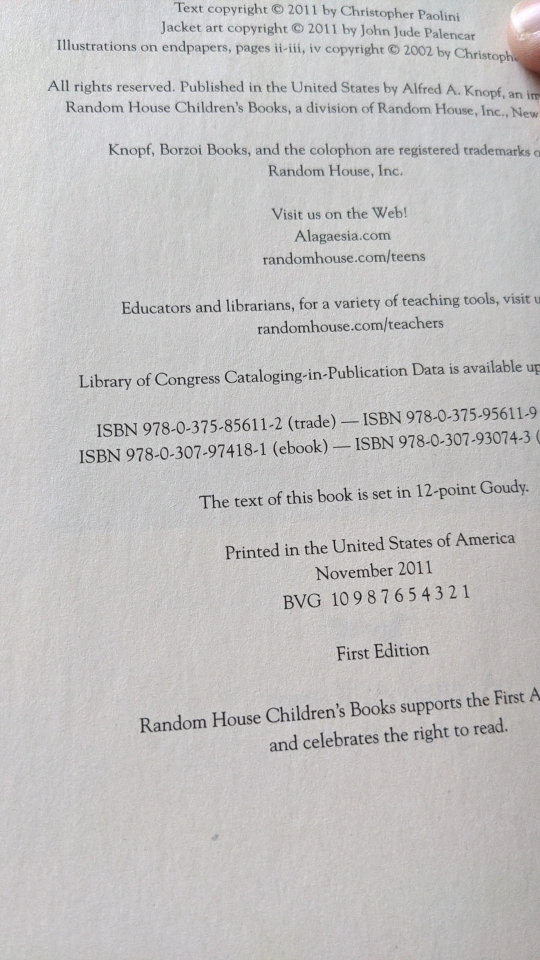 Text copyright © 2011 by Christopher Paolini
Jacket art copyright © 2011 by John Jude Palencar
Illustrations on endpapers, pages ii-iii, iv copyright © 2002 by
All rights reserved. Published in the United States by Alfred A. Knopf, an
Random House Children's Books, a division of Random House, Inc., New
Knopf, Borzoi Books, and the colophon are registered trademarks
Random House, Inc.
Visit us on the Web!
Alagaesia.com
randomhouse.com/teens
Educators and librarians, for a variety of teaching tools, visit
randomhouse.com/teachers
Library of Congress Cataloging-in-Publication Data is available
ISBN 978-0-375-85611-2 (trade) — ISBN 978-0-375-95611-9
ISBN 978-0-307-97418-1 (ebook) — ISBN 978-0-307-93074-3 (
The text of this book is set in 12-point Goudy.
Printed in the United States of America
November 2011
BVG 10 9 8 7 6 5 4 3 2 1
First Edition
Random House Children's Books supports the First
and celebrates the right to read.